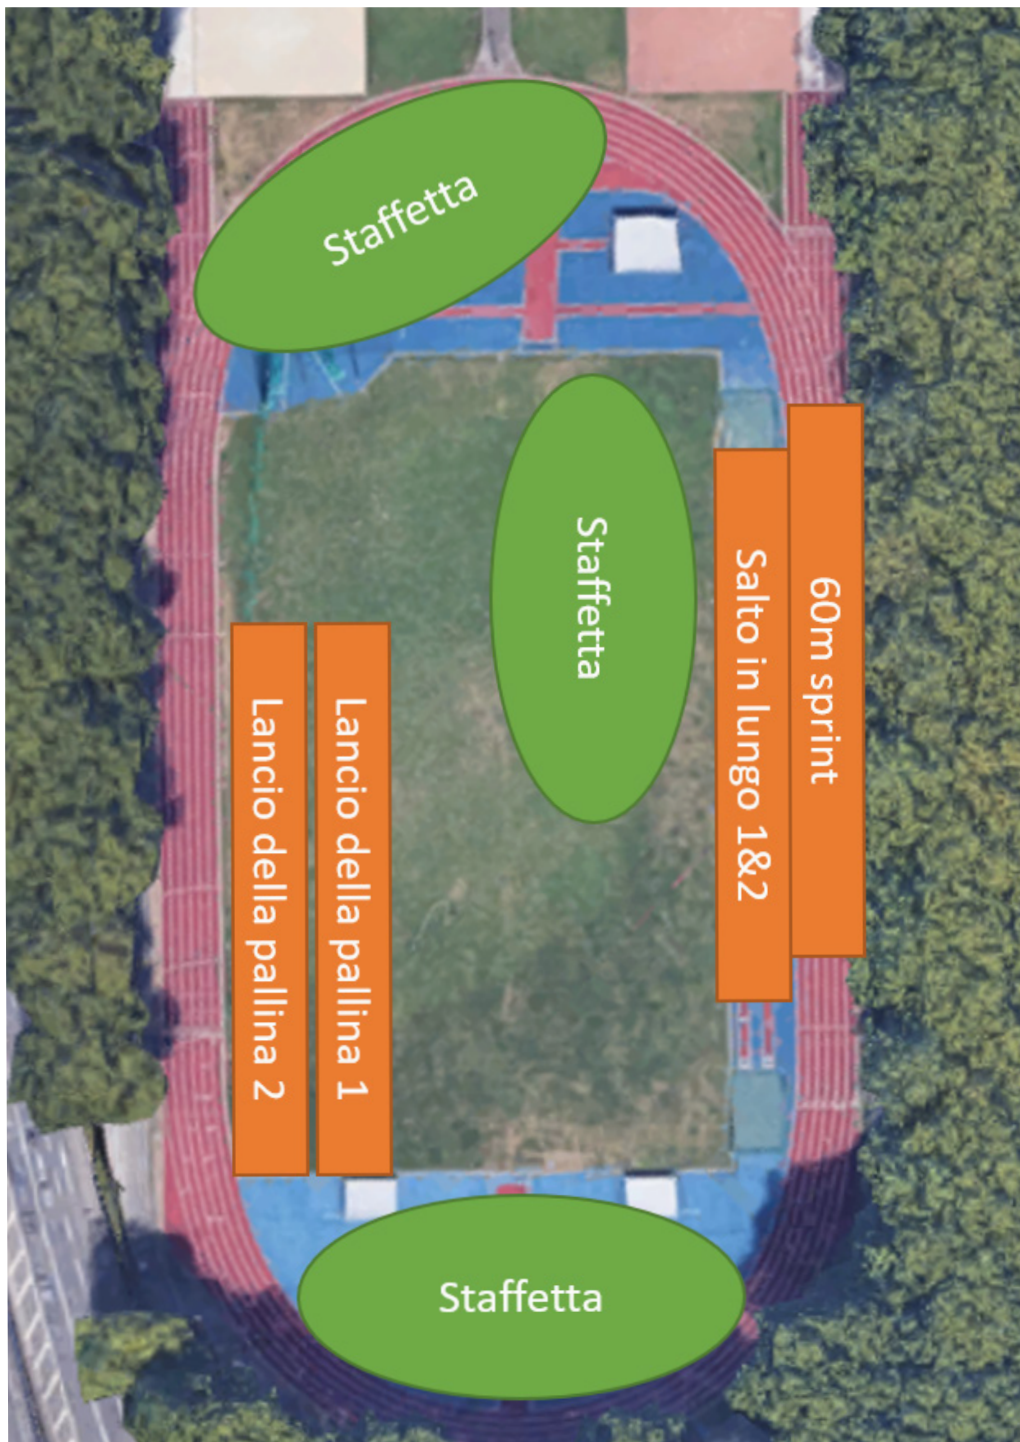 Staffetta
Staffetta
60m sprint
Salto in lungo 1&2
Lancio della pallina 1
Lancio della pallina 2
Staffetta